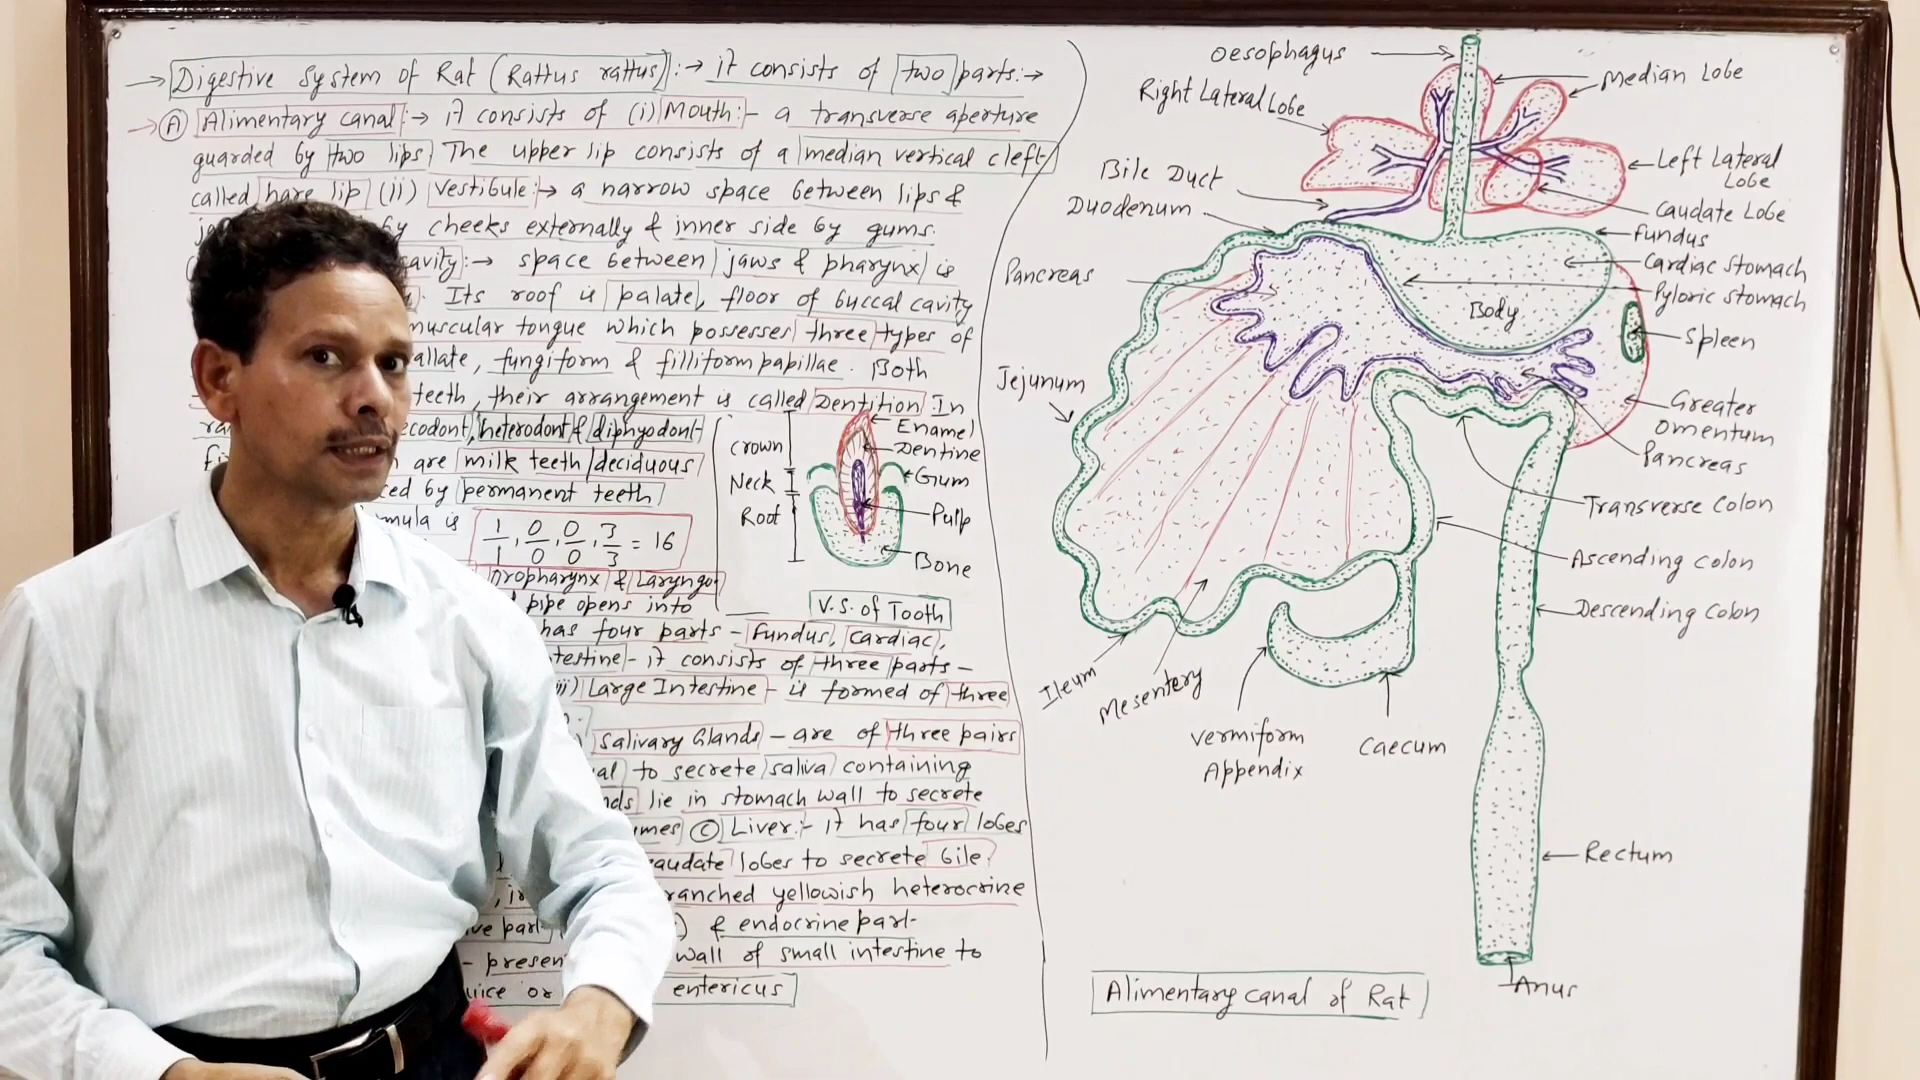 → Digestive System of Rat (Rattus rattus) :→ it consists of two parts:→
→ (A) Alimentary canal :→ it consists of (i) Mouth :- a transverse aperture
guarded by two lips The upper lip consists of a median vertical cleft
called hare lip (ii) Vestibule :→ a narrow space between lips &
by cheeks externally & inner side by gums.
cavity :→ space between jaws & pharynx is
Its roof is palate, floor of buccal cavity
muscular tongue which possesses three types of
allate, fungiform & filliform papillae. Both
teeth, their arrangement is called Dentition In
ecodont, heterodont & diphyodont
are milk teeth / deciduous
ced by permanent teeth
mula is 1/1, 0/0, 0/0, 3/3 = 16
oropharynx & Laryngo
pipe opens into
has four parts - Fundus, cardiac,
testine - it consists of three parts -
iii) Large Intestine - is formed of three
Salivary Glands - are of three pairs
al to secrete saliva containing
nds lie in stomach wall to secrete
mes (C) Liver :- it has four lobes
caudate lobes to secrete bile.
ranched yellowish heterocrine
ve part & endocrine part
- presen wall of small intestine to
uice or entericus
Crown
Neck
Root
Enamel
Dentine
Gum
Pulp
Bone
V.S. of Tooth
Oesophagus
Right Lateral Lobe
Bile Duct
Duodenum
Pancreas
Jejunum
Ileum
Mesentery
Vermiform
Appendix
Caecum
Median Lobe
Left Lateral
Lobe
Caudate Lobe
Fundus
Cardiac Stomach
Pyloric Stomach
Body
Spleen
Greater
Omentum
Pancreas
Transverse Colon
Ascending Colon
Descending Colon
Rectum
Anus
Alimentary canal of Rat